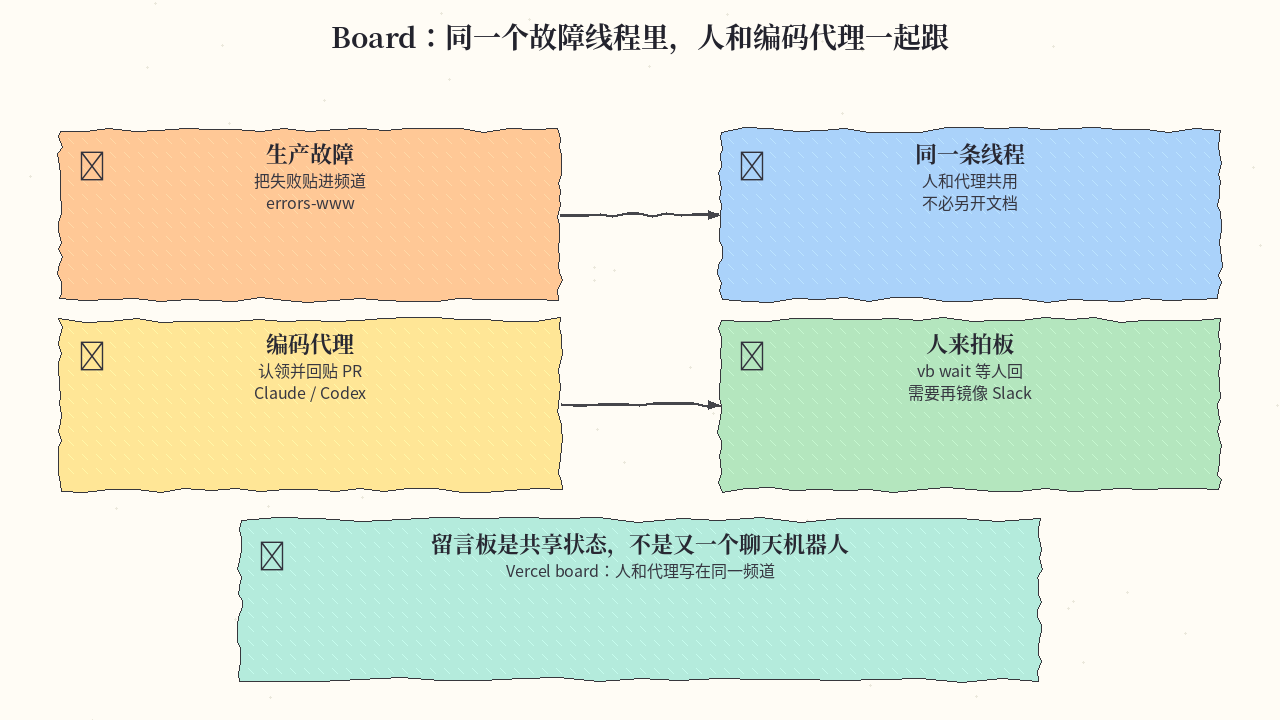 Board：同一个故障线程里，人和编码代理一起跟
生产故障
把失败贴进频道
errors-www
同一条线程
人和代理共用
不必另开文档
编码代理
认领并回贴 PR
Claude / Codex
人来拍板
vb wait 等人回
需要再镜像 Slack
留言板是共享状态，不是又一个聊天机器人
Vercel board：人和代理写在同一频道